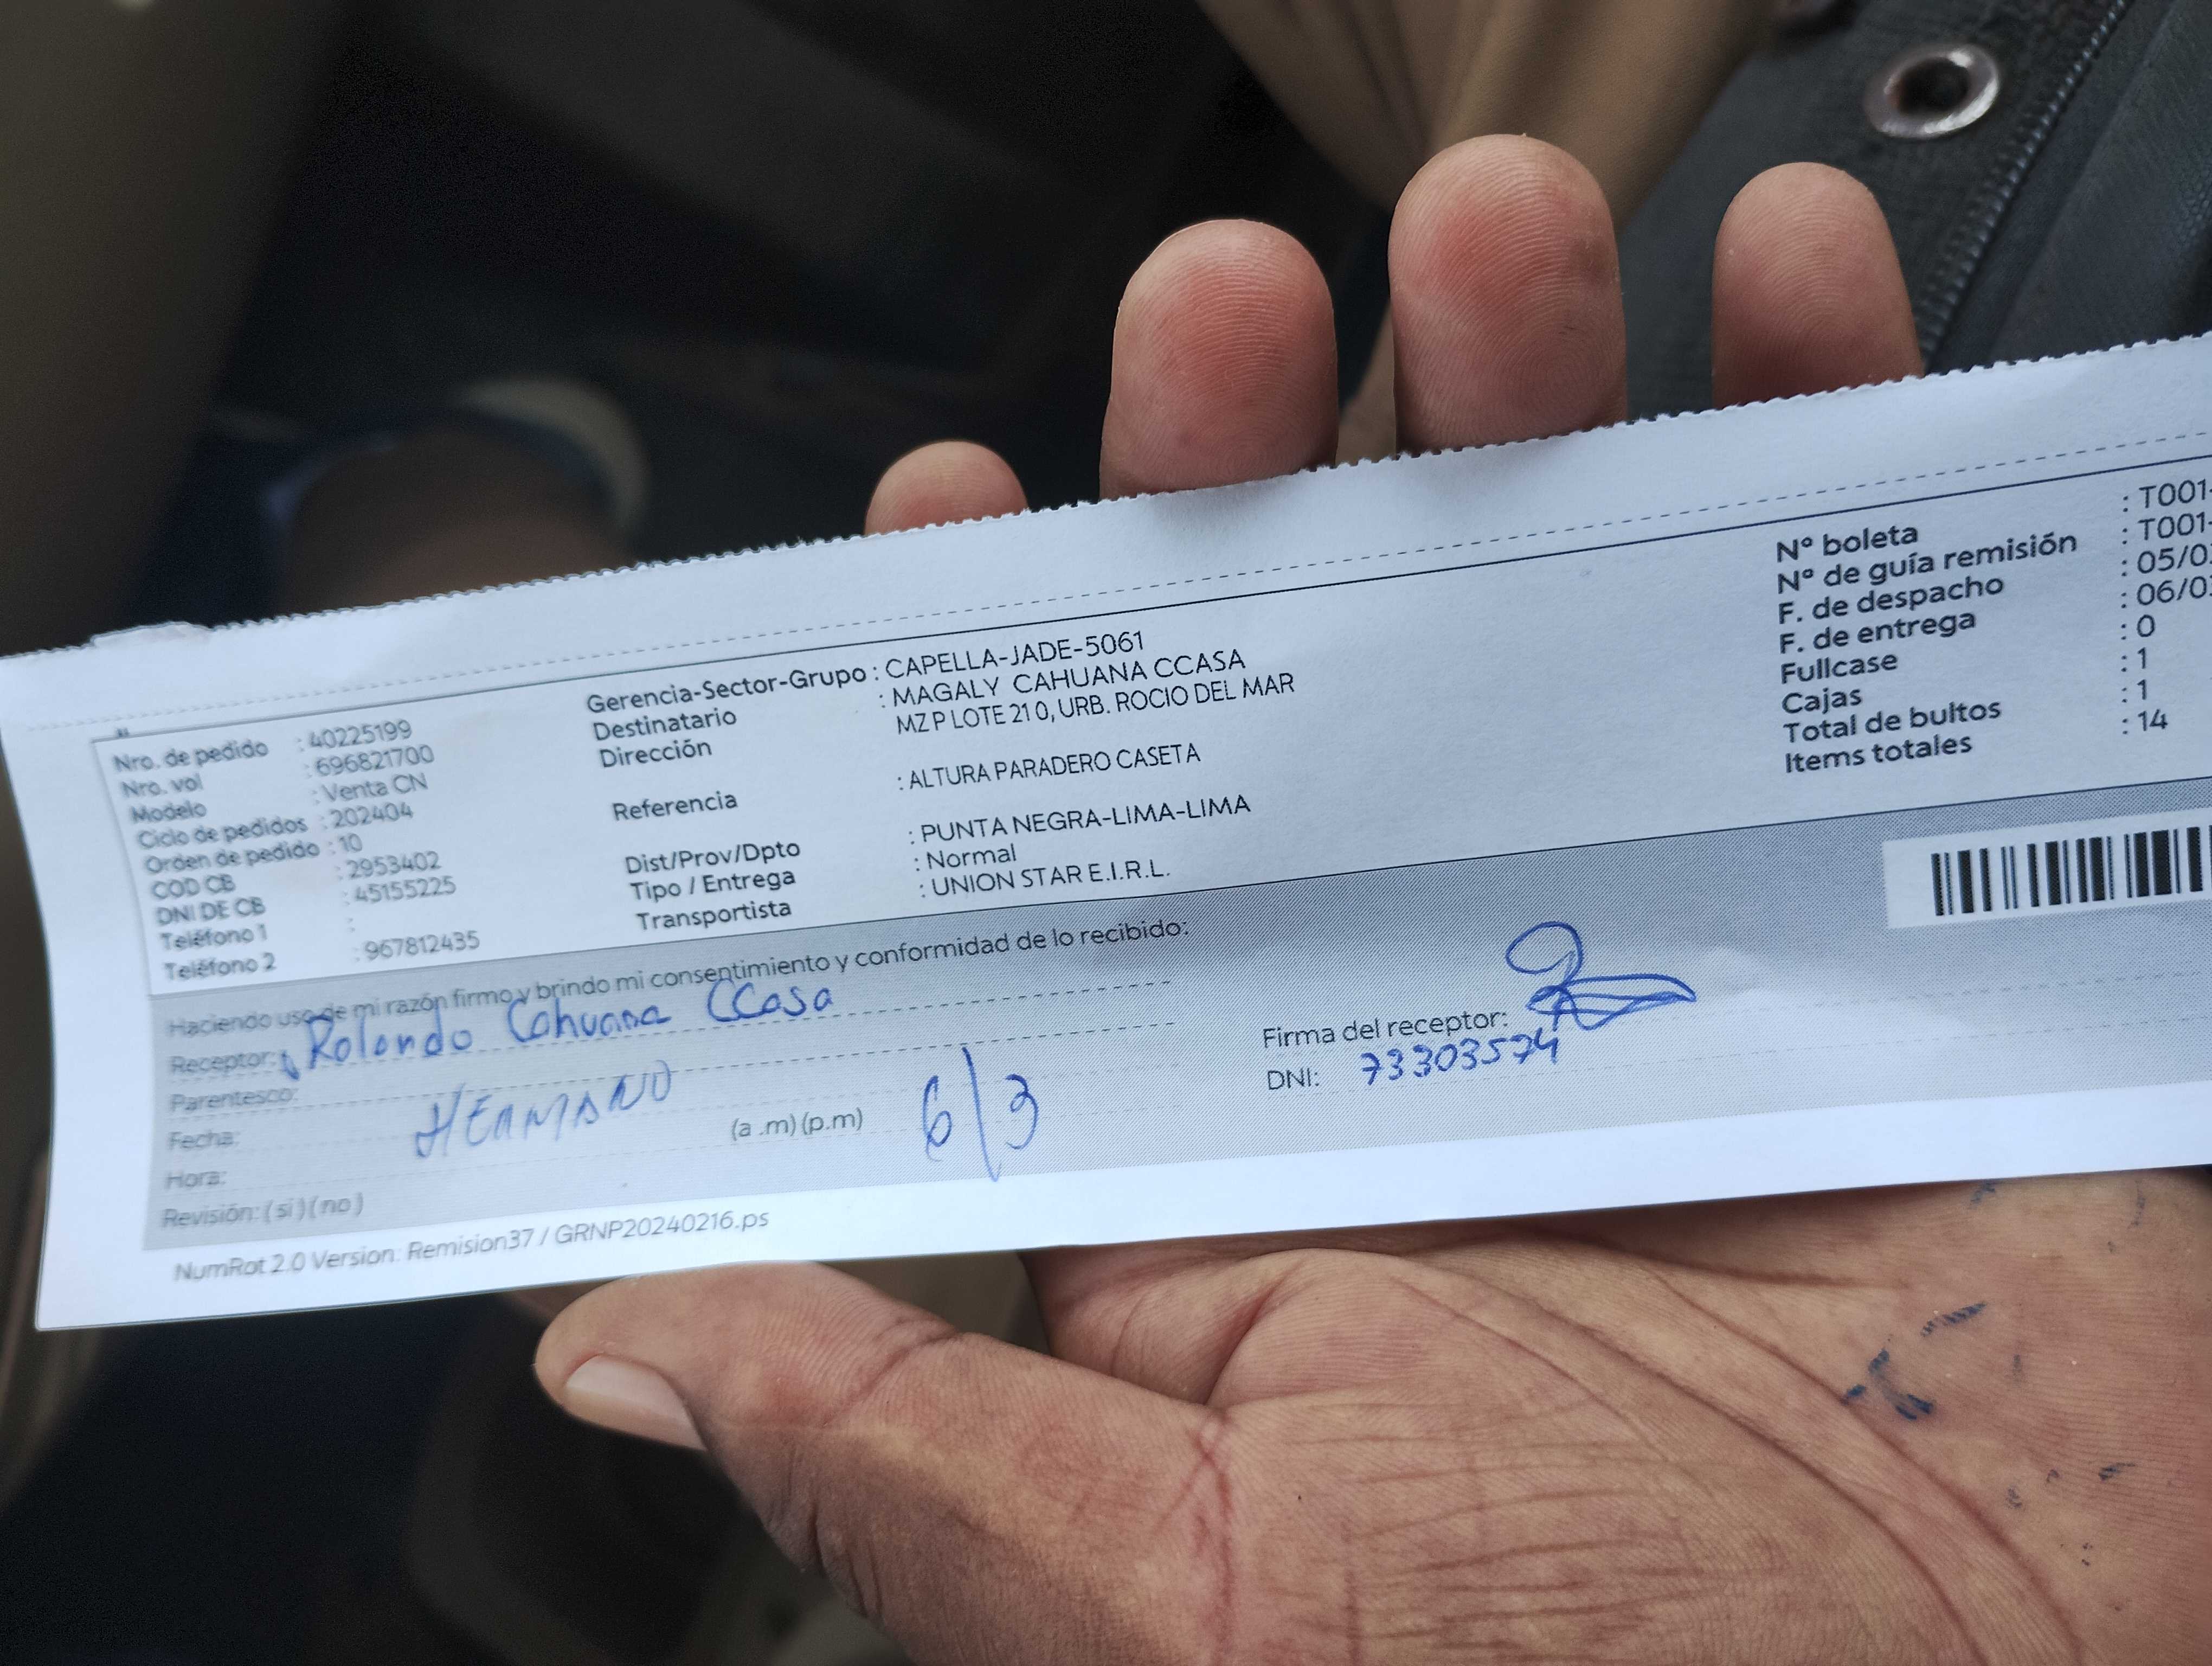 Nro. de pedido : 40225199
Nro. vol : 696821700
Modelo : Venta CN
Ciclo de pedidos : 202404
Orden de pedido : 10
COD CB : 2953402
DNI DE CB : 45155225
Teléfono 1 :
Teléfono 2 : 967812435
Gerencia-Sector-Grupo : CAPELLA-JADE-5061
Destinatario : MAGALY CAHUANA CCASA
Dirección MZ P LOTE 21 0, URB. ROCIO DEL MAR
Referencia : ALTURA PARADERO CASETA
Dist/Prov/Dpto : PUNTA NEGRA-LIMA-LIMA
Tipo / Entrega : Normal
Transportista : UNION STAR E.I.R.L.
Nº boleta : T001-
Nº de guía remisión : T001-
F. de despacho : 05/0
F. de entrega : 06/0
Fullcase : 0
Cajas : 1
Total de bultos : 1
Items totales : 14
Haciendo uso de mi razón firmo y brindo mi consentimiento y conformidad de lo recibido:
Receptor: Rolando Cahuana CCasa
Parentesco: HERMANO
Fecha: 6/3
Hora: (a .m) (p.m)
Revisión: ( si ) ( no )
Firma del receptor:
DNI: 73303574
NumRot 2.0 Version: Remision37 / GRNP20240216.ps